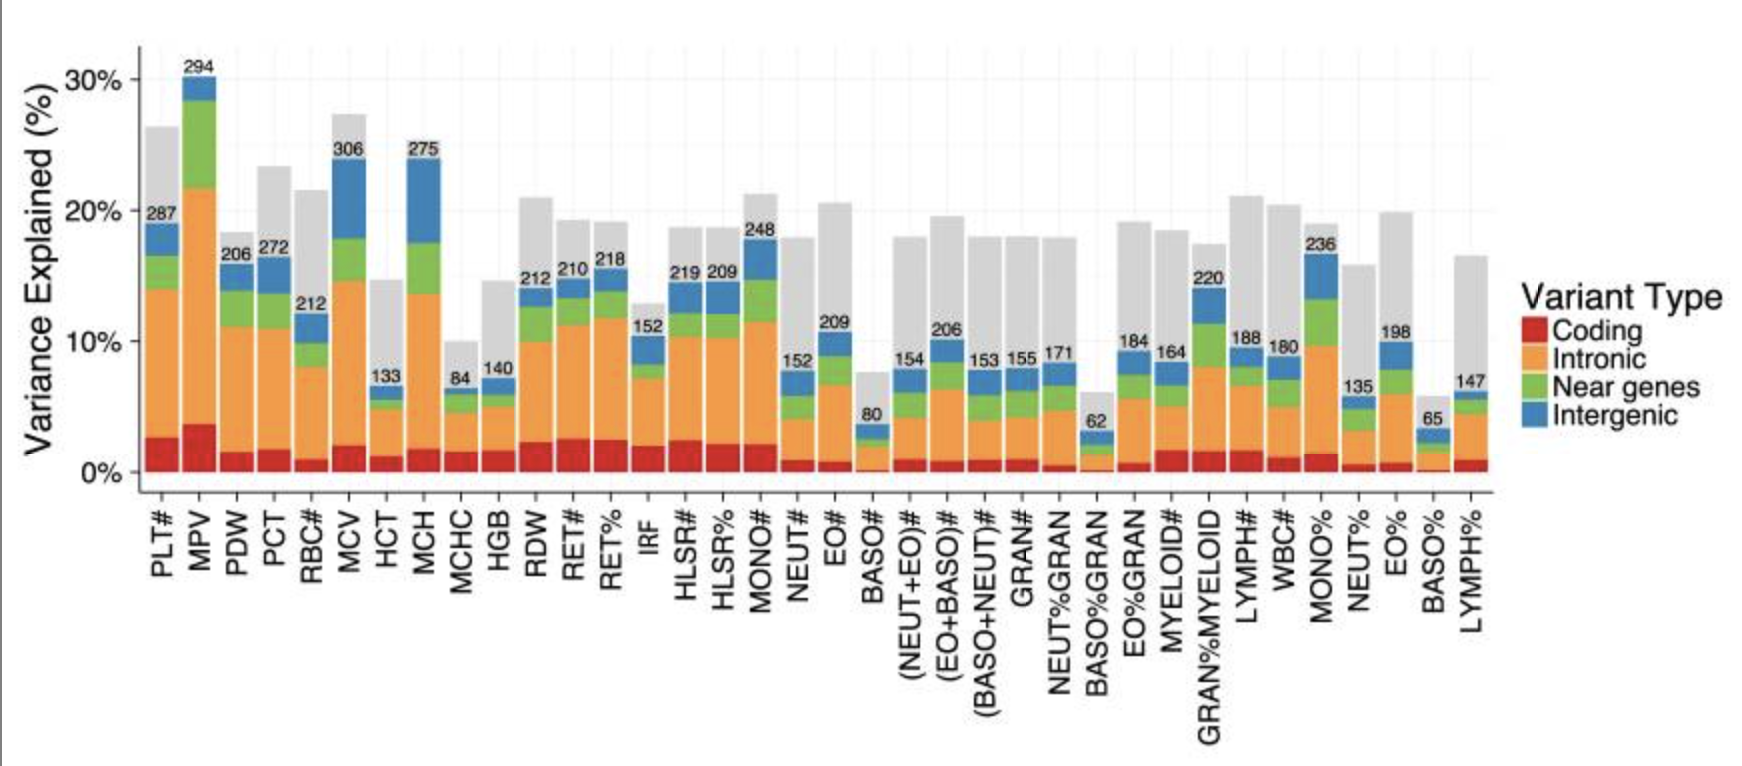 Variance Explained (%)
30%
20%
10%
0%
287
294
206
272
212
306
133
275
84
140
212
210
218
152
219
209
248
152
209
80
154
206
153
155
171
62
184
164
220
188
180
236
135
198
65
147
PLT#
MPV
PDW
PCT
RBC#
MCV
HCT
MCH
MCHC
HGB
RDW
RET#
RET%
IRF
HLSR#
HLSR%
MONO#
NEUT#
EO#
BASO#
(NEUT+EO)#
(EO+BASO)#
(BASO+NEUT)#
GRAN#
NEUT%GRAN
BASO%GRAN
EO%GRAN
MYELOID#
GRAN%MYELOID
LYMPH#
WBC#
MONO%
NEUT%
EO%
BASO%
LYMPH%
Variant Type
Coding
Intronic
Near genes
Intergenic